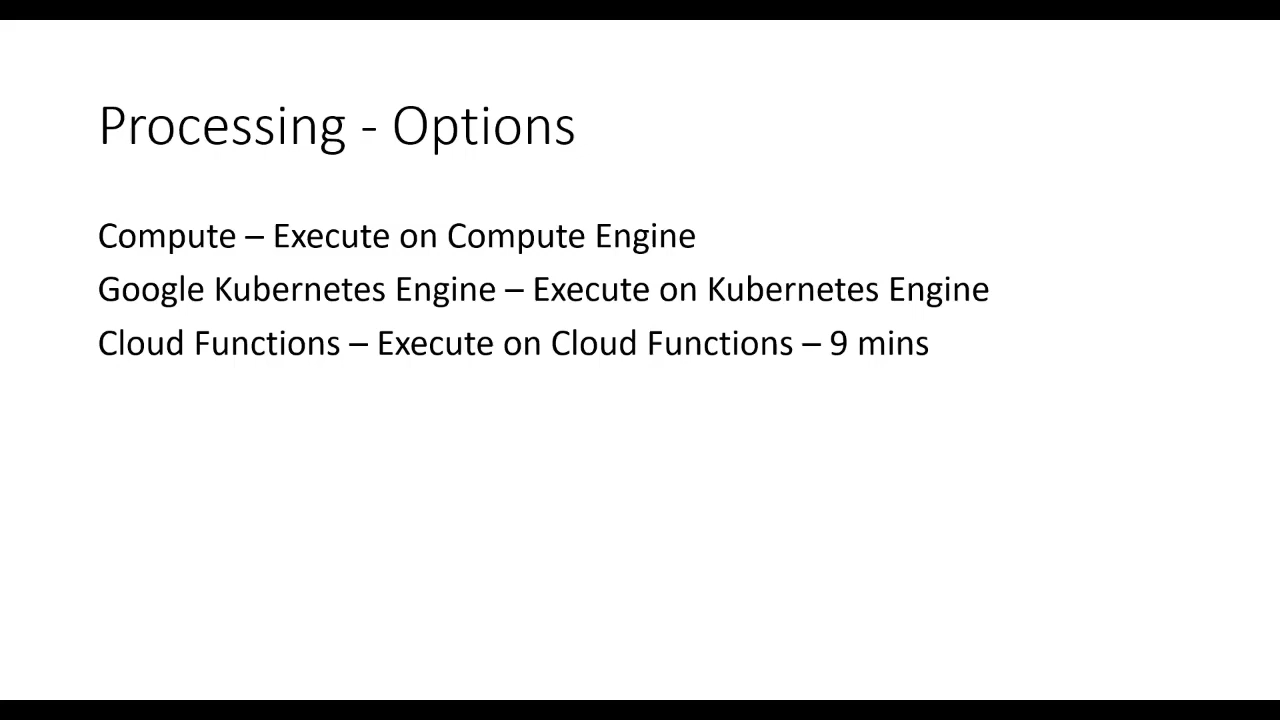 Processing - Options
Compute – Execute on Compute Engine
Google Kubernetes Engine – Execute on Kubernetes Engine
Cloud Functions – Execute on Cloud Functions – 9 mins